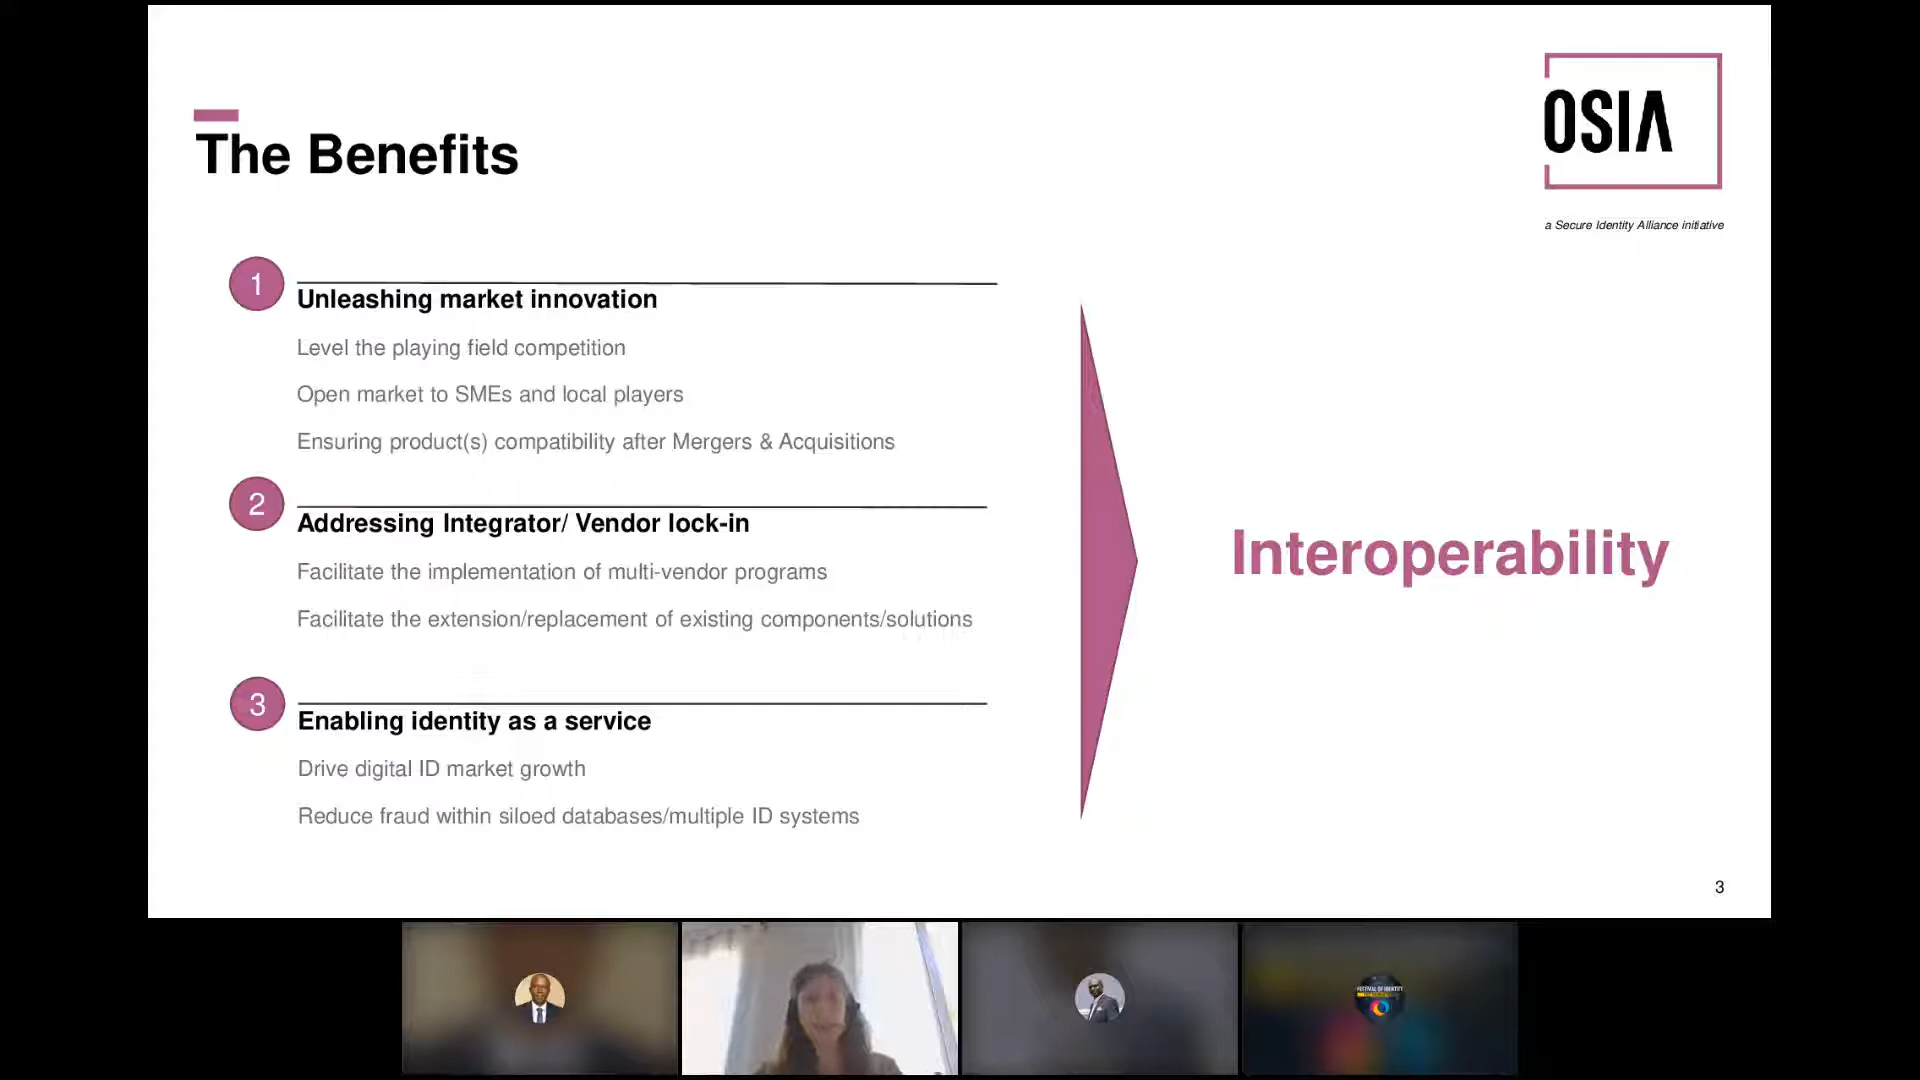 The Benefits
OSIA
a Secure Identity Alliance initiative
1
Unleashing market innovation
Level the playing field competition
Open market to SMEs and local players
Ensuring product(s) compatibility after Mergers & Acquisitions
2
Addressing Integrator/ Vendor lock-in
Facilitate the implementation of multi-vendor programs
Facilitate the extension/replacement of existing components/solutions
3
Enabling identity as a service
Drive digital ID market growth
Reduce fraud within siloed databases/multiple ID systems
Interoperability
3
FESTIVAL OF IDENTITY